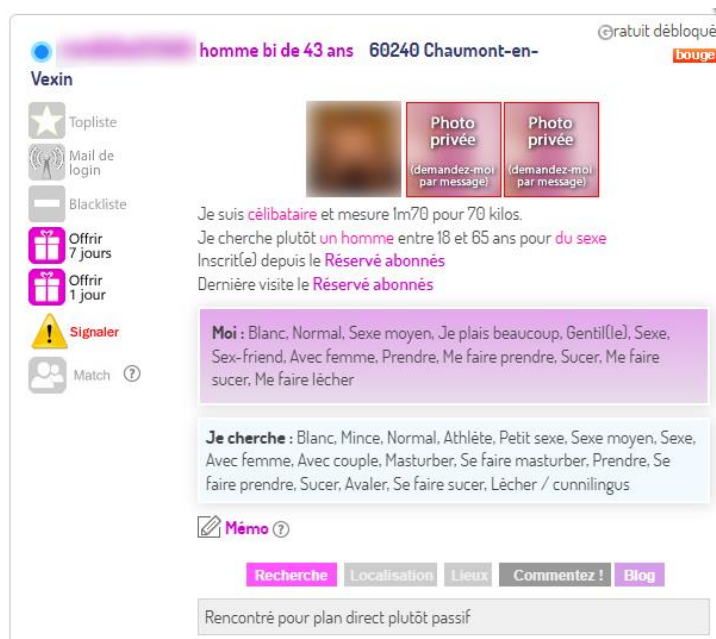 Gratuit débloqué
homme bi de 43 ans 60240 Chaumont-en-
bouge
Vexin
Topliste
Mail de
login
Blackliste
Offrir
7 jours
Offrir
1 jour
Signaler
Match ?
Photo
privée
(demandez-moi
par message)
Photo
privée
(demandez-moi
par message)
Je suis célibataire et mesure 1m70 pour 70 kilos.
Je cherche plutôt un homme entre 18 et 65 ans pour du sexe
Inscrit(e) depuis le Réservé abonnés
Dernière visite le Réservé abonnés
Moi : Blanc, Normal, Sexe moyen, Je plais beaucoup, Gentil(le), Sexe,
Sex-friend, Avec femme, Prendre, Me faire prendre, Sucer, Me faire
sucer, Me faire lécher
Je cherche : Blanc, Mince, Normal, Athlète, Petit sexe, Sexe moyen, Sexe,
Avec femme, Avec couple, Masturber, Se faire masturber, Prendre, Se
faire prendre, Sucer, Avaler, Se faire sucer, Lécher / cunnilingus
Mémo ?
Recherche Localisation Lieux Commentez ! Blog
Rencontré pour plan direct plutôt passif